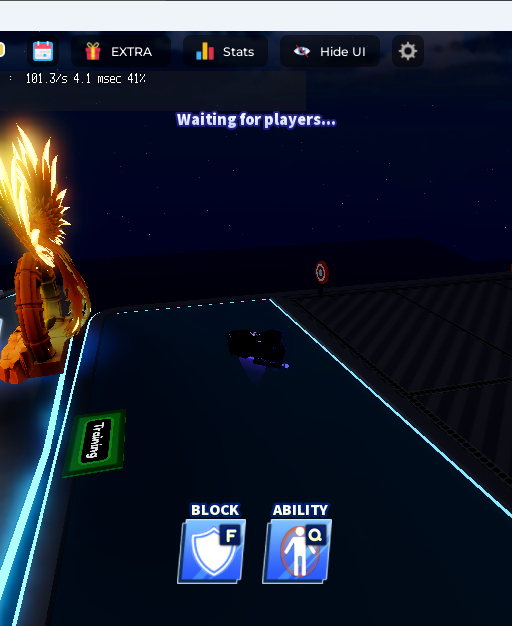 EXTRA
Stats
Hide UI
: 101.3/s 4.1 msec 41%
Waiting for players...
Training
BLOCK
ABILITY
F
Q